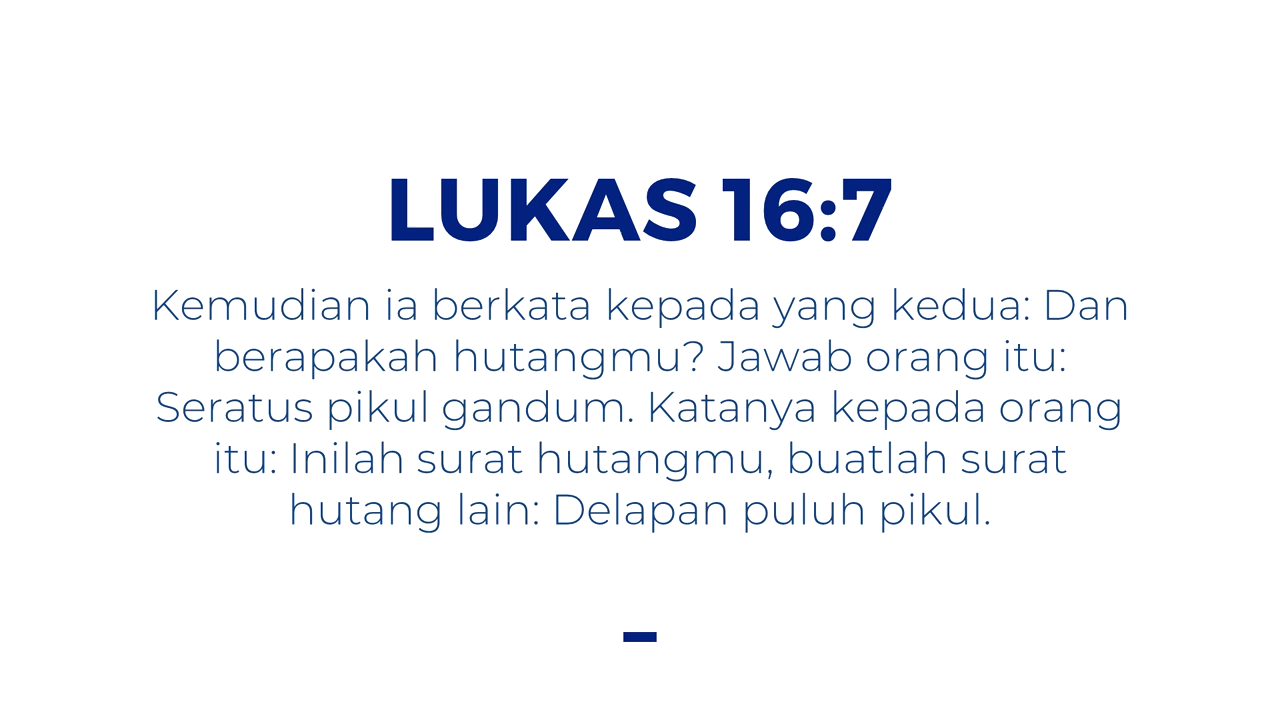 LUKAS 16:7
Kemudian ia berkata kepada yang kedua: Dan
berapakah hutangmu? Jawab orang itu:
Seratus pikul gandum. Katanya kepada orang
itu: Inilah surat hutangmu, buatlah surat
hutang lain: Delapan puluh pikul.